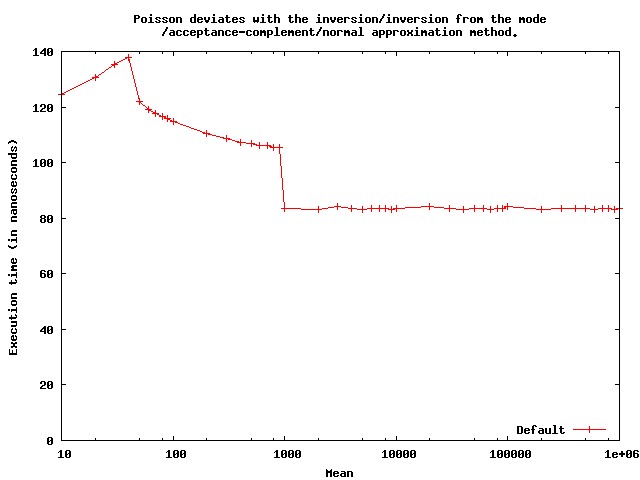 Poisson deviates with the inversion/inversion from the mode
/acceptance-complement/normal approximation method.
140
120
100
80
60
40
20
0
Execution time (in nanoseconds)
Default
10
100
1000
10000
100000
1e+06
Mean